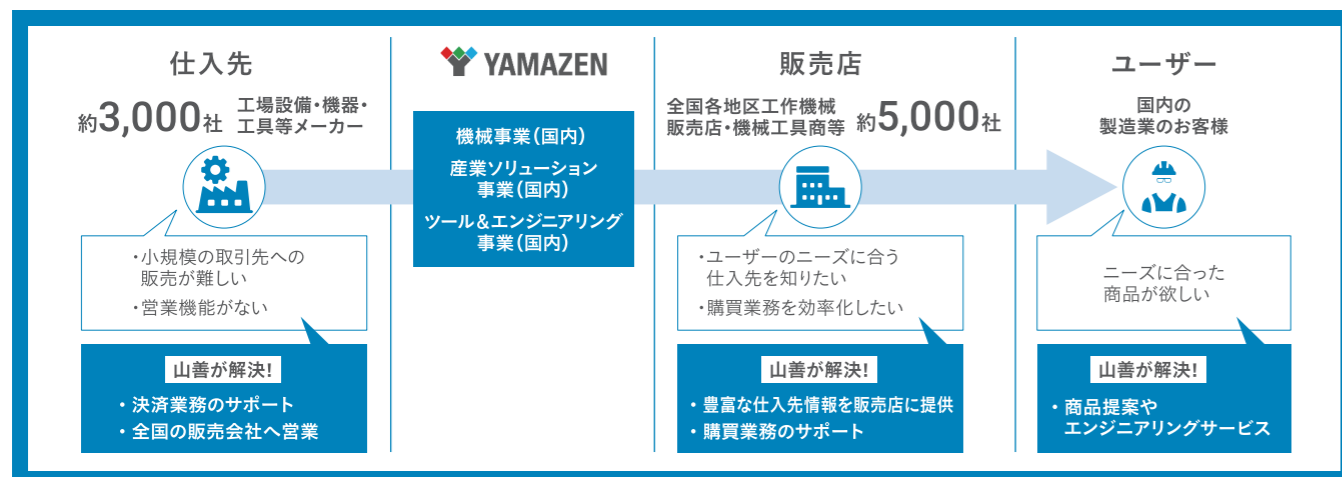 仕入先
約3,000社
工場設備・機器・
工具等メーカー
・小規模の取引先への
販売が難しい
・営業機能がない
山善が解決!
・決済業務のサポート
・全国の販売会社へ営業
YAMAZEN
機械事業(国内)
産業ソリューション
事業(国内)
ツール&エンジニアリング
事業(国内)
販売店
全国各地区工作機械
販売店・機械工具商等
約5,000社
・ユーザーのニーズに合う
仕入先を知りたい
・購買業務を効率化したい
山善が解決!
・豊富な仕入先情報を販売店に提供
・購買業務のサポート
ユーザー
国内の
製造業のお客様
ニーズに合った
商品が欲しい
山善が解決!
・商品提案や
エンジニアリングサービス